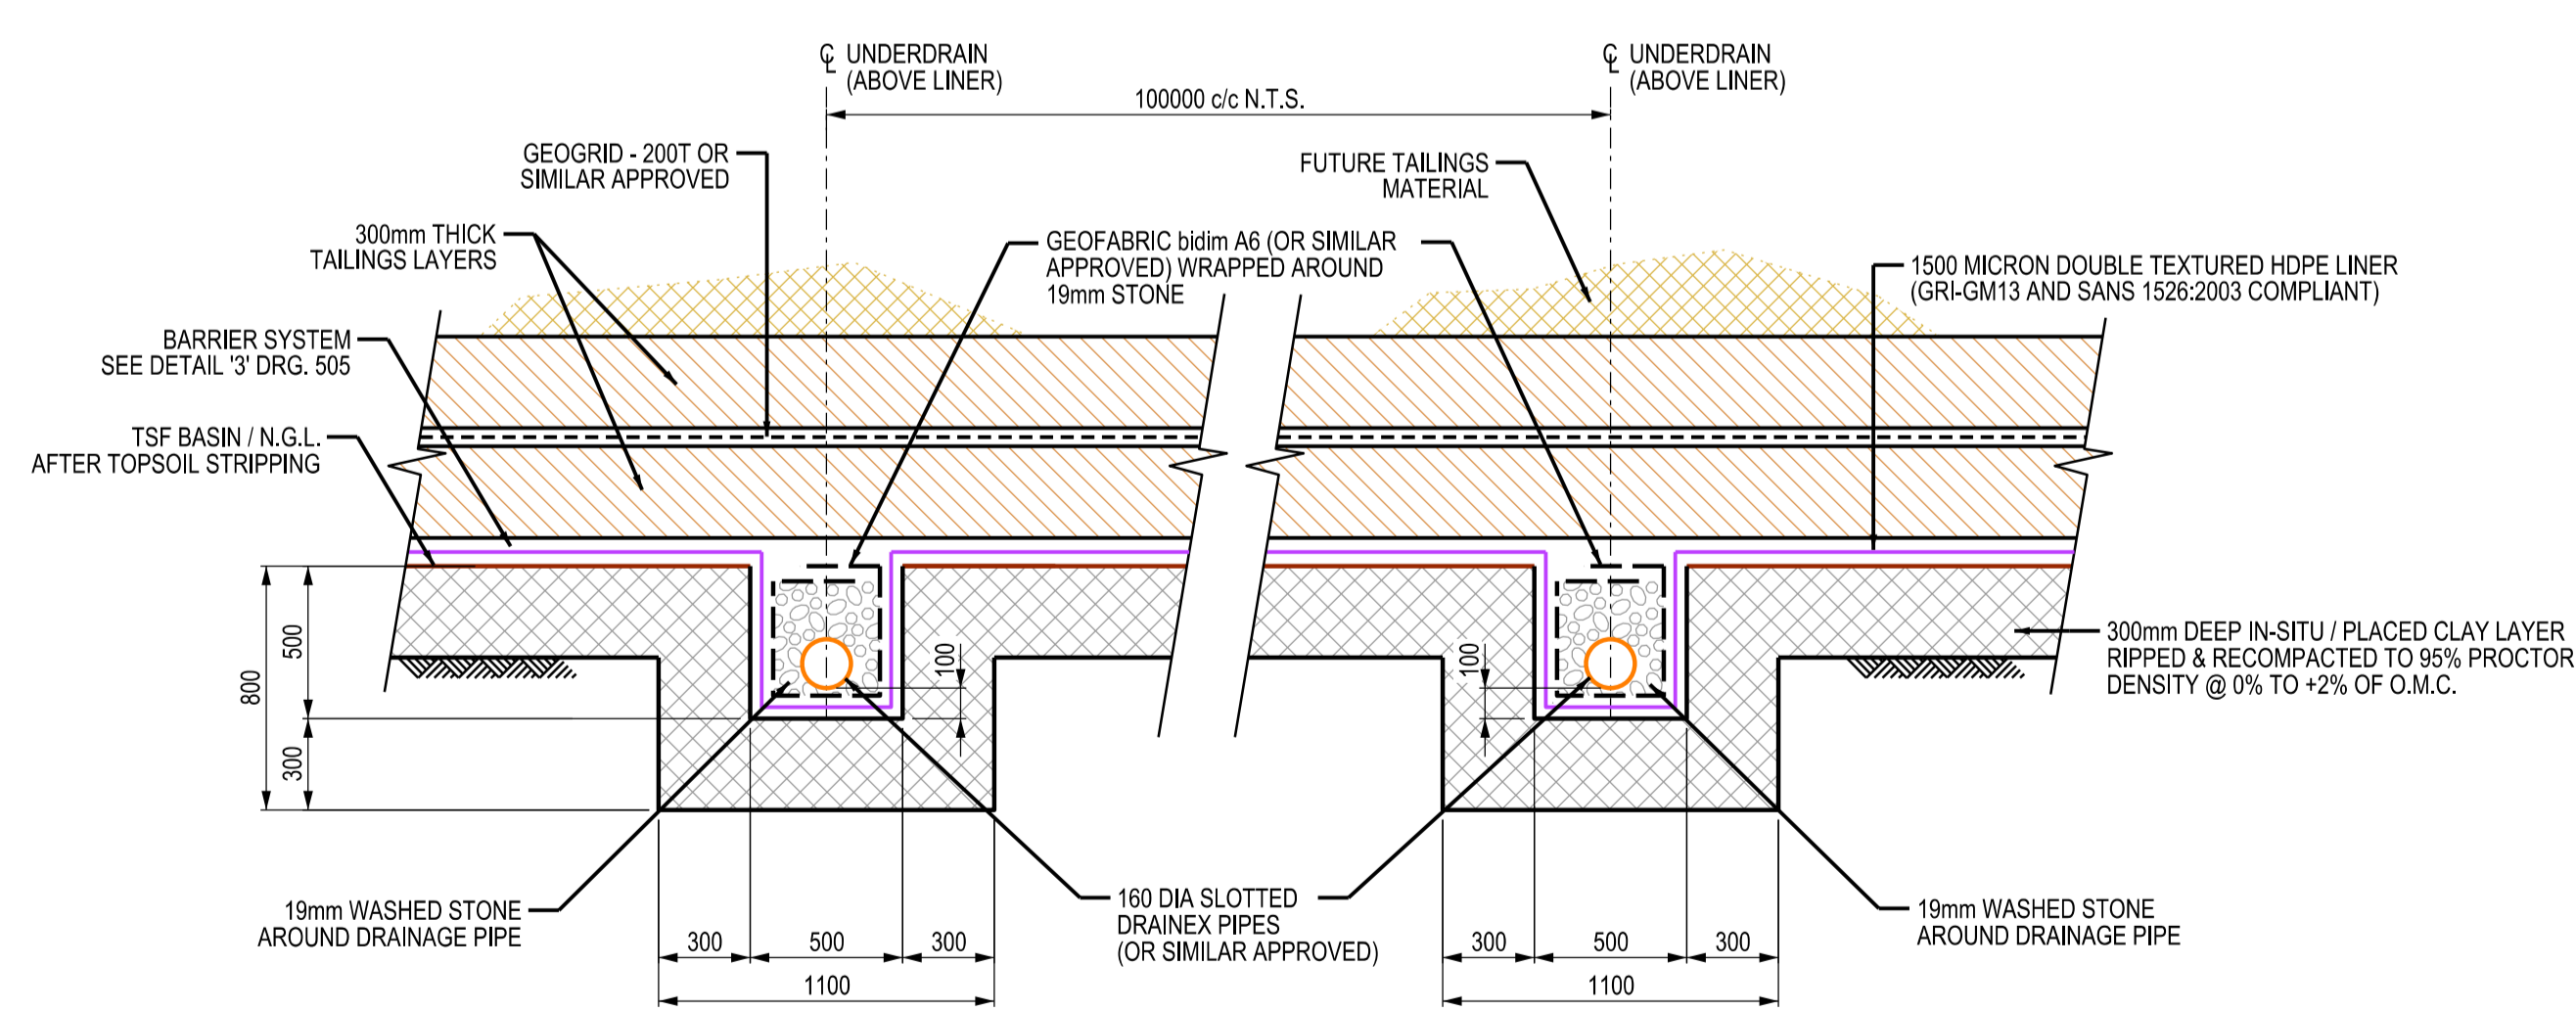 ℄ UNDERDRAIN
(ABOVE LINER)
℄ UNDERDRAIN
(ABOVE LINER)
100000 c/c N.T.S.
GEOGRID - 200T OR
SIMILAR APPROVED
FUTURE TAILINGS
MATERIAL
300mm THICK
TAILINGS LAYERS
GEOFABRIC bidim A6 (OR SIMILAR
APPROVED) WRAPPED AROUND
19mm STONE
1500 MICRON DOUBLE TEXTURED HDPE LINER
(GRI-GM13 AND SANS 1526:2003 COMPLIANT)
BARRIER SYSTEM
SEE DETAIL '3' DRG. 505
TSF BASIN / N.G.L.
AFTER TOPSOIL STRIPPING
800
500
300
100
100
300mm DEEP IN-SITU / PLACED CLAY LAYER
RIPPED & RECOMPACTED TO 95% PROCTOR
DENSITY @ 0% TO +2% OF O.M.C.
19mm WASHED STONE
AROUND DRAINAGE PIPE
160 DIA SLOTTED
DRAINEX PIPES
(OR SIMILAR APPROVED)
19mm WASHED STONE
AROUND DRAINAGE PIPE
300 500 300
1100
300 500 300
1100